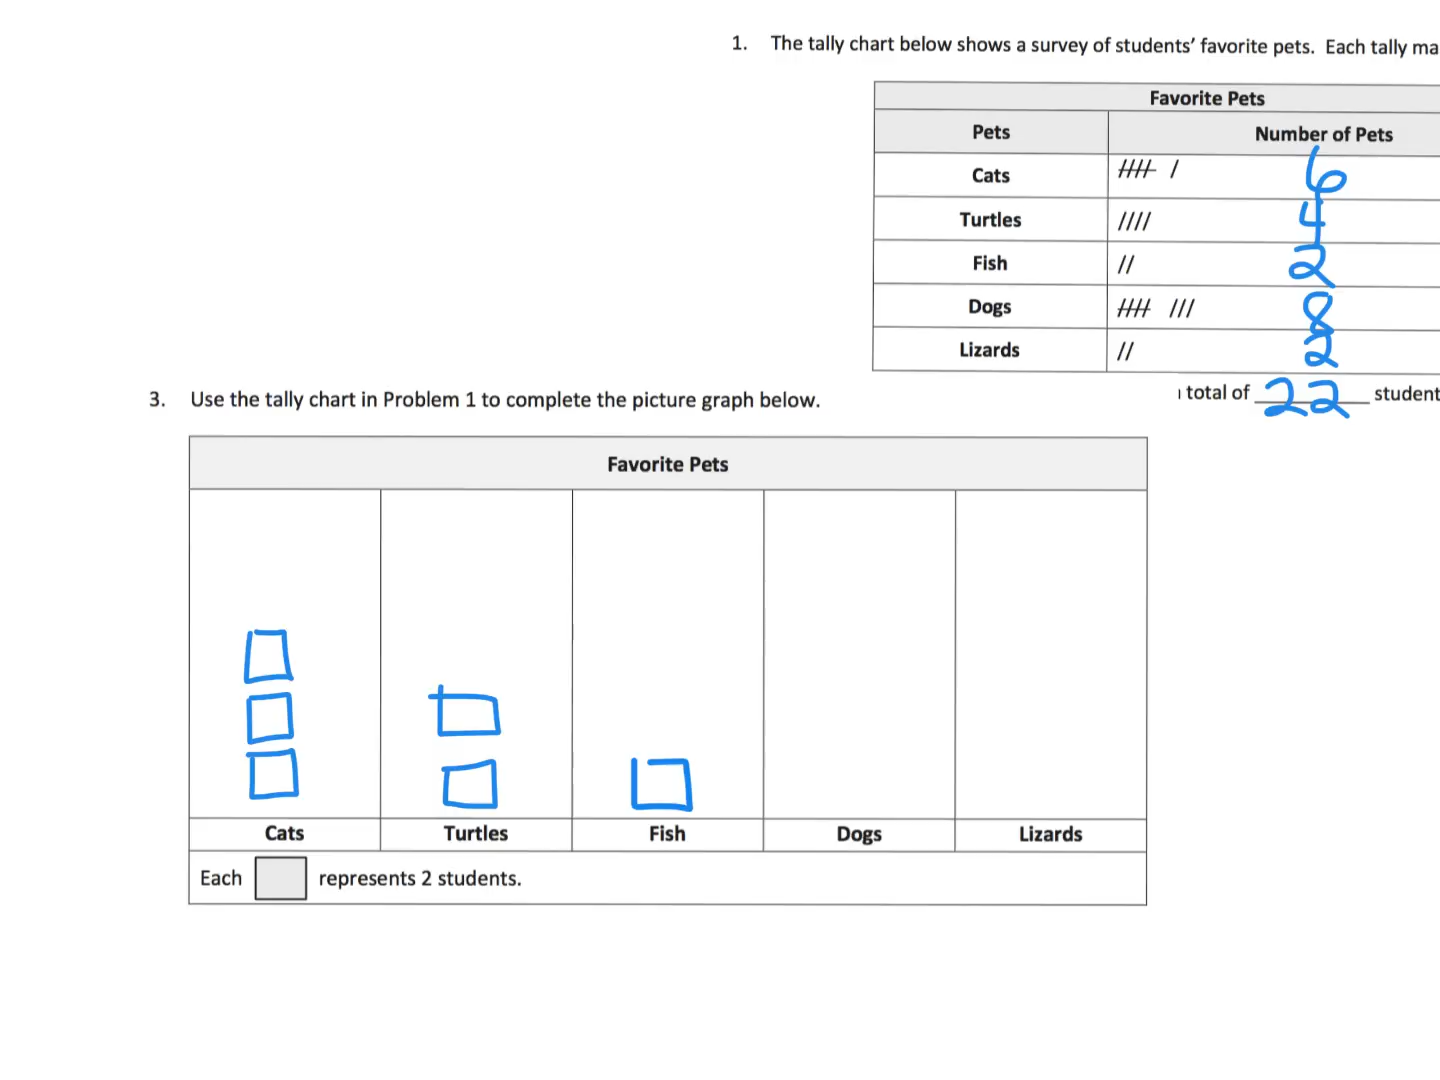 1. The tally chart below shows a survey of students' favorite pets. Each tally ma
Favorite Pets
Pets Number of Pets
Cats 6
Turtles 4
Fish 2
Dogs 8
Lizards 2
total of 22 student
3. Use the tally chart in Problem 1 to complete the picture graph below.
Favorite Pets
Cats Turtles Fish Dogs Lizards
Each represents 2 students.